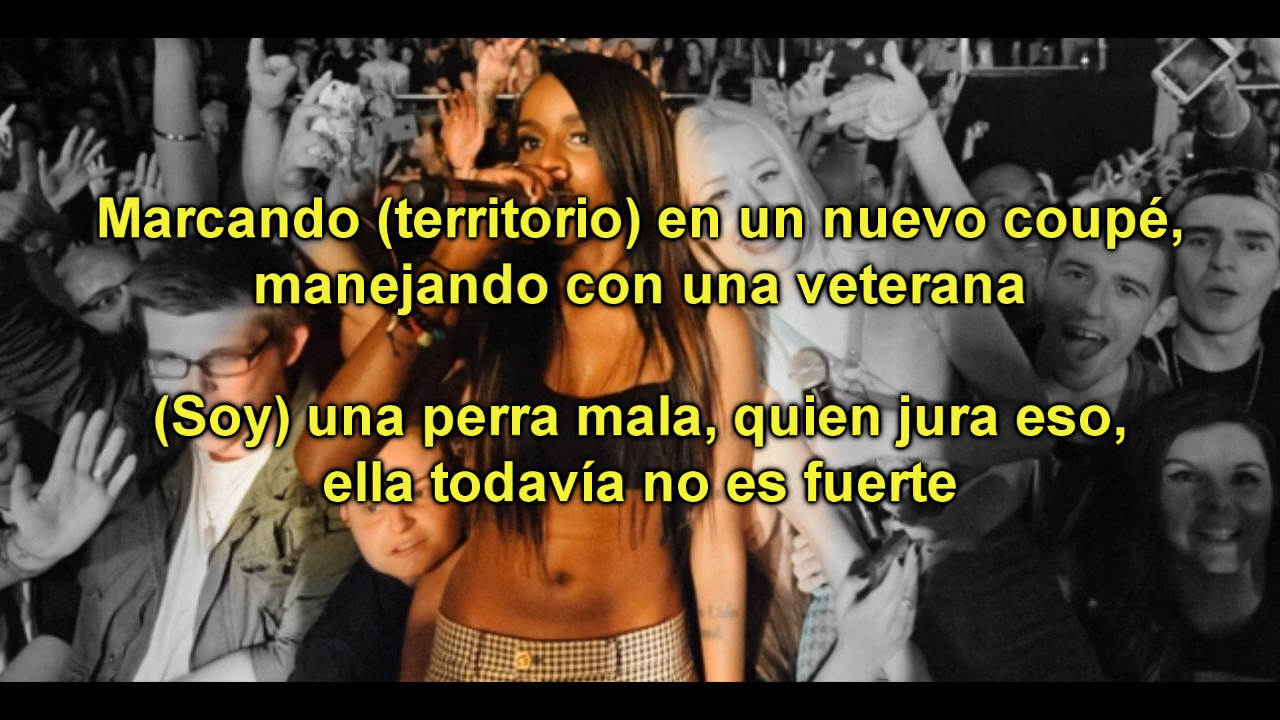 Marcando (territorio) en un nuevo coupé,
manejando con una veterana
(Soy) una perra mala, quien jura eso,
ella todavía no es fuerte